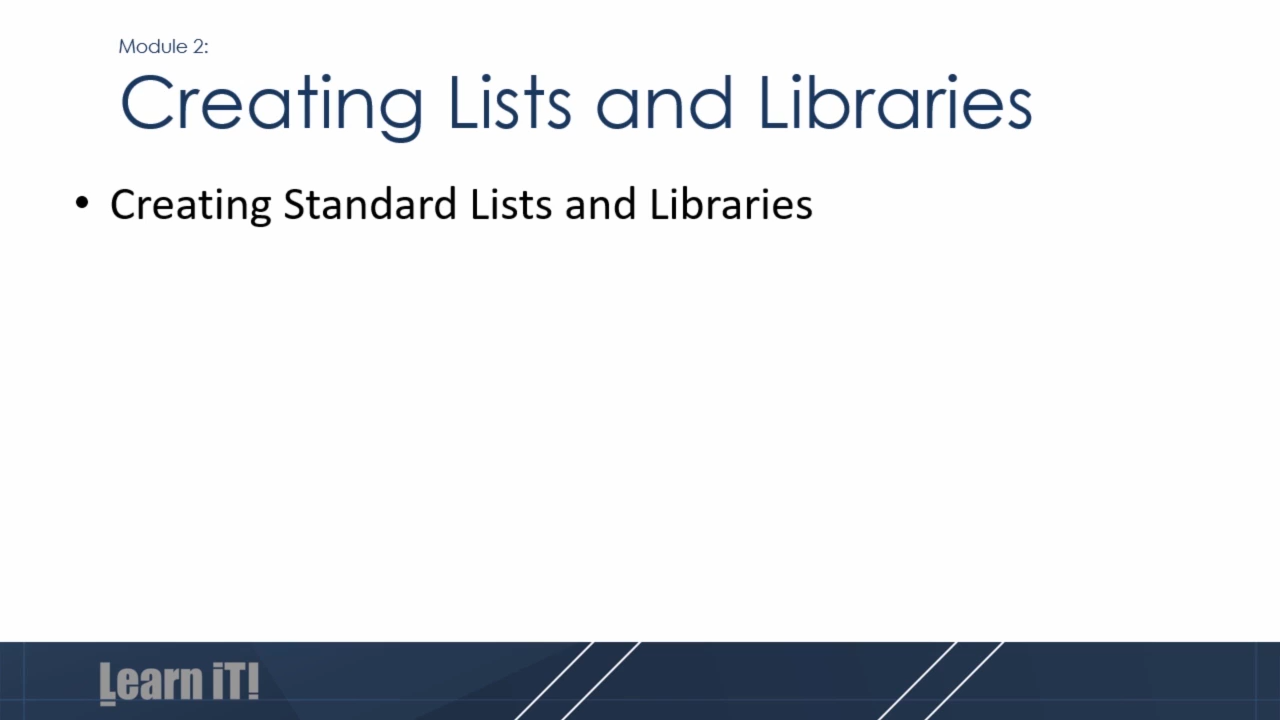 Module 2:
Creating Lists and Libraries
• Creating Standard Lists and Libraries
Learn iT!